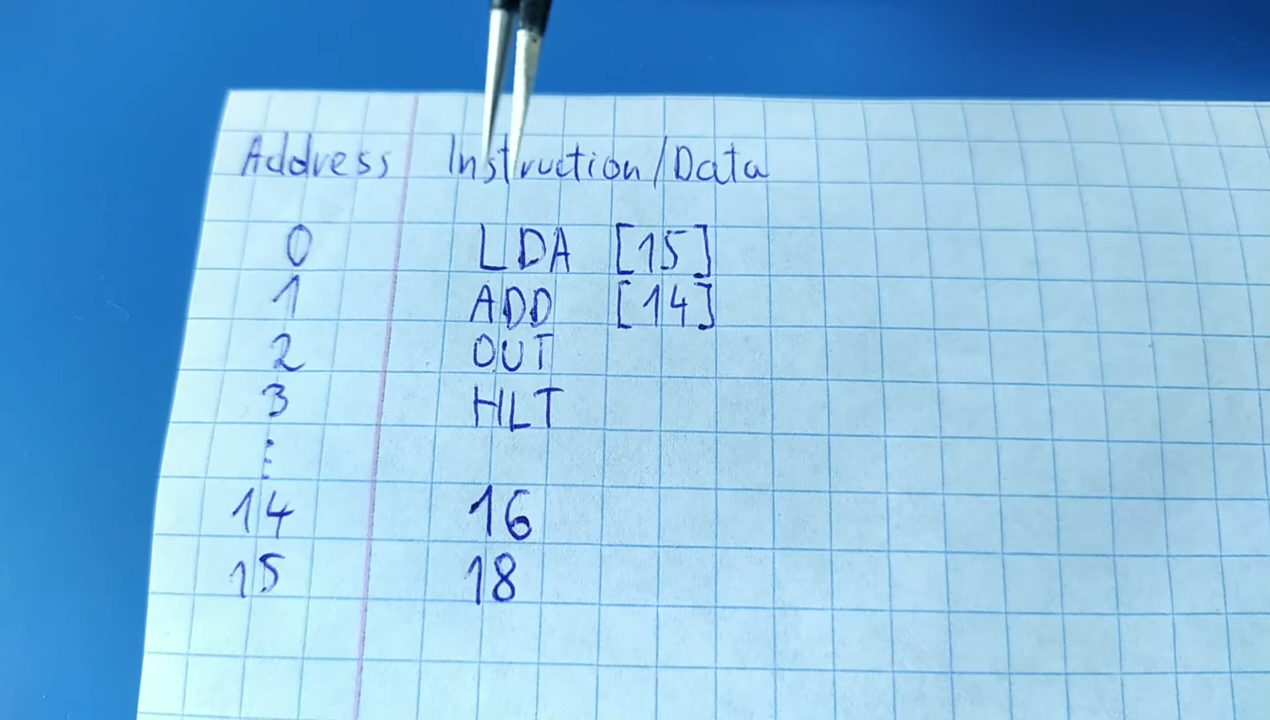 Address Instruction/Data
0 LDA [15]
1 ADD [14]
2 OUT
3 HLT
⋮
14 16
15 18